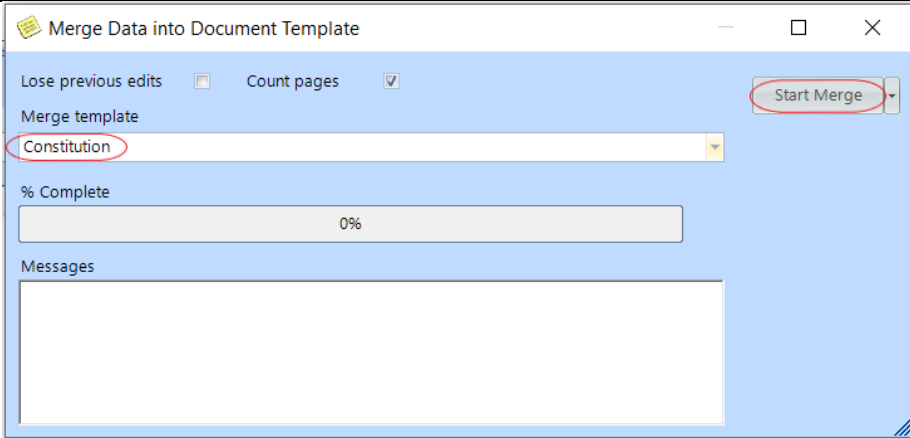 Merge Data into Document Template
Lose previous edits Count pages
Start Merge
Merge template
Constitution
% Complete
0%
Messages